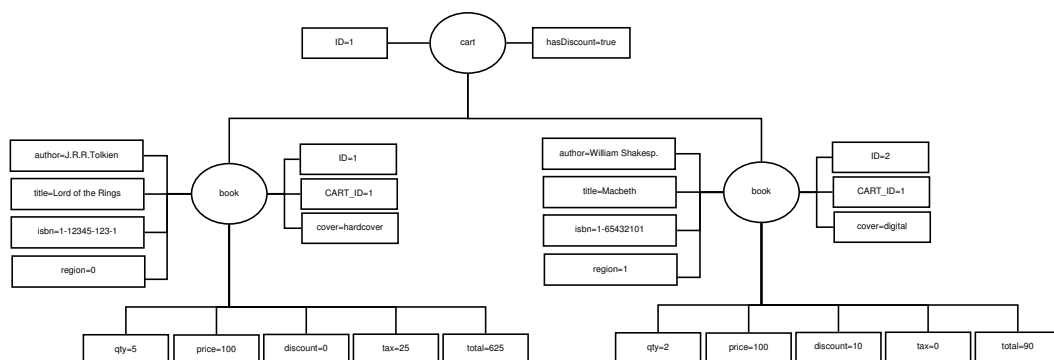 ID=1
cart
hasDiscount=true
author=J.R.R.Tolkien
title=Lord of the Rings
isbn=1-12345-123-1
region=0
book
ID=1
CART_ID=1
cover=hardcover
qty=5
price=100
discount=0
tax=25
total=625
author=William Shakesp.
title=Macbeth
isbn=1-65432101
region=1
book
ID=2
CART_ID=1
cover=digital
qty=2
price=100
discount=10
tax=0
total=90